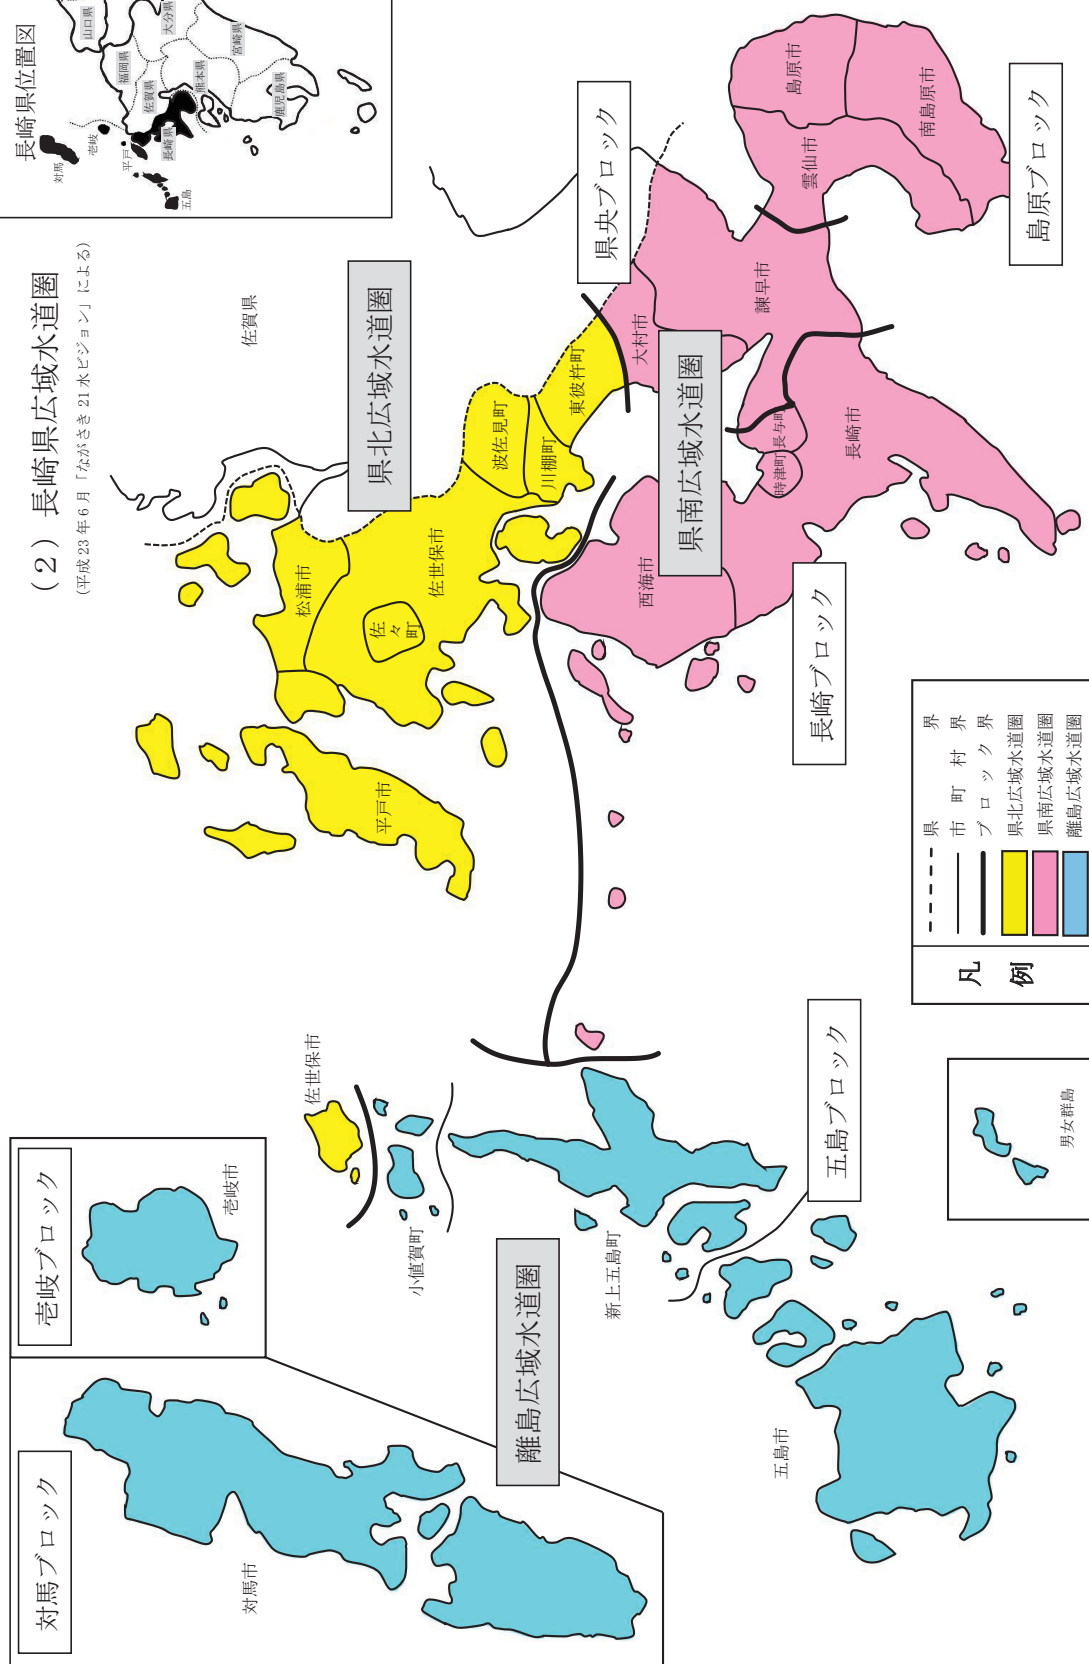 （２）長崎県広域水道圏
(平成 23 年 6 月「ながさき 21 水ビジョン」による)
長崎県位置図
対馬
壱岐
平戸
五島
山口県
福岡県
佐賀県
長崎県
大分県
熊本県
宮崎県
鹿児島県
対馬ブロック
対馬市
壱岐ブロック
壱岐市
離島広域水道圏
佐世保市
小値賀町
新上五島町
五島市
五島ブロック
男女群島
佐賀県
県北広域水道圏
平戸市
松浦市
佐々町
佐世保市
波佐見町
川棚町
東彼杵町
県央ブロック
県南広域水道圏
西海市
大村市
諫早市
時津町
長与町
長崎市
長崎ブロック
雲仙市
島原市
南島原市
島原ブロック
凡例
県界
市町村界
ブロック界
県北広域水道圏
県南広域水道圏
離島広域水道圏